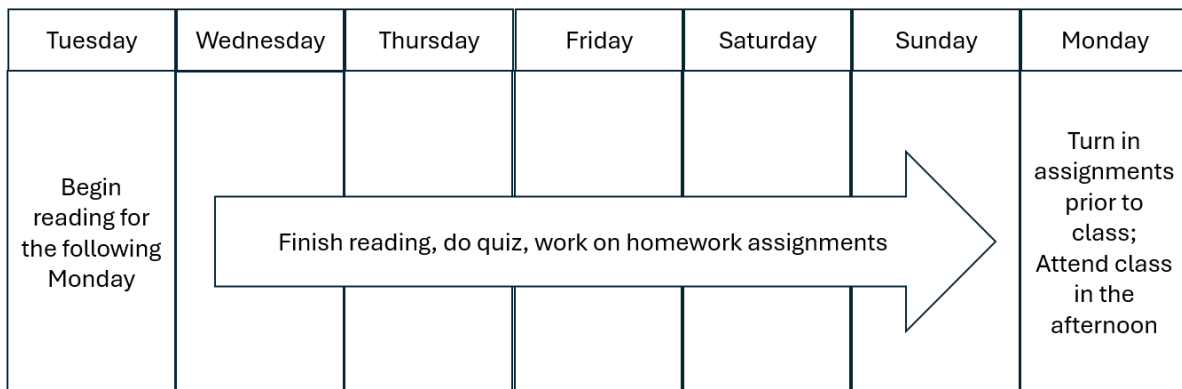 Tuesday
Wednesday
Thursday
Friday
Saturday
Sunday
Monday
Begin
reading for
the following
Monday
Finish reading, do quiz, work on homework assignments
Turn in
assignments
prior to
class;
Attend class
in the
afternoon